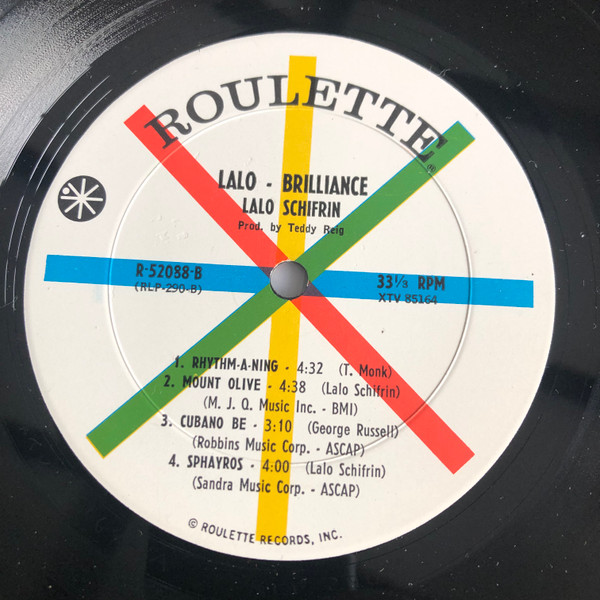 ROULETTE®
LALO - BRILLIANCE
LALO SCHIFRIN
Prod. by Teddy Reig
R-52088-B
(RLP-290-B)
33⅓ RPM
XTV 85164
1. RHYTHM-A-NING - 4:32 (T. Monk)
2. MOUNT OLIVE - 4:38 (Lalo Schifrin)
(M. J. Q. Music Inc. - BMI)
3. CUBANO BE - 3:10 (George Russell)
(Robbins Music Corp. - ASCAP)
4. SPHAYROS - 4:00 (Lalo Schifrin)
(Sandra Music Corp. - ASCAP)
© ROULETTE RECORDS, INC.